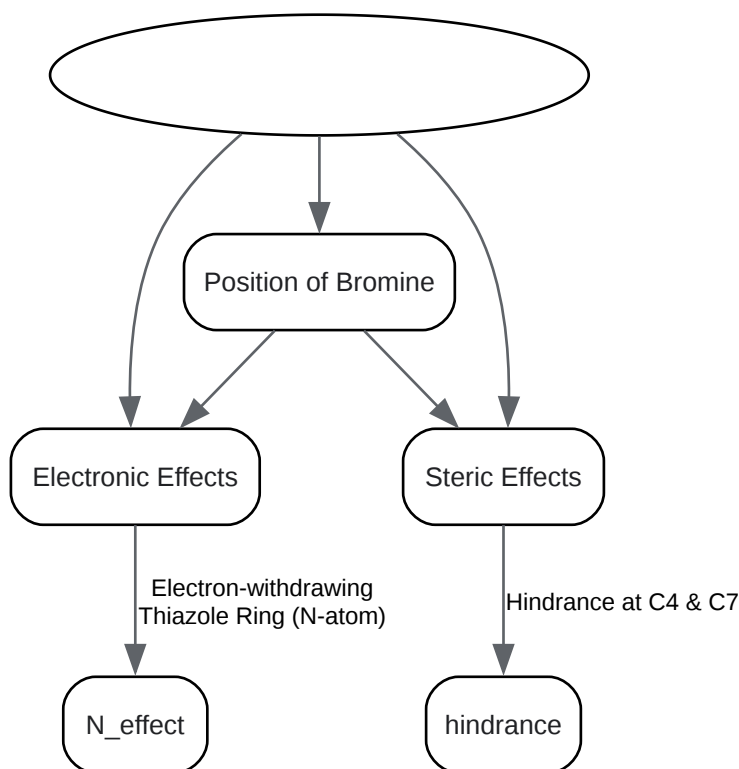 Position of Bromine
Electronic Effects
Steric Effects
Electron-withdrawing
Thiazole Ring (N-atom)
Hindrance at C4 & C7
N_effect
hindrance